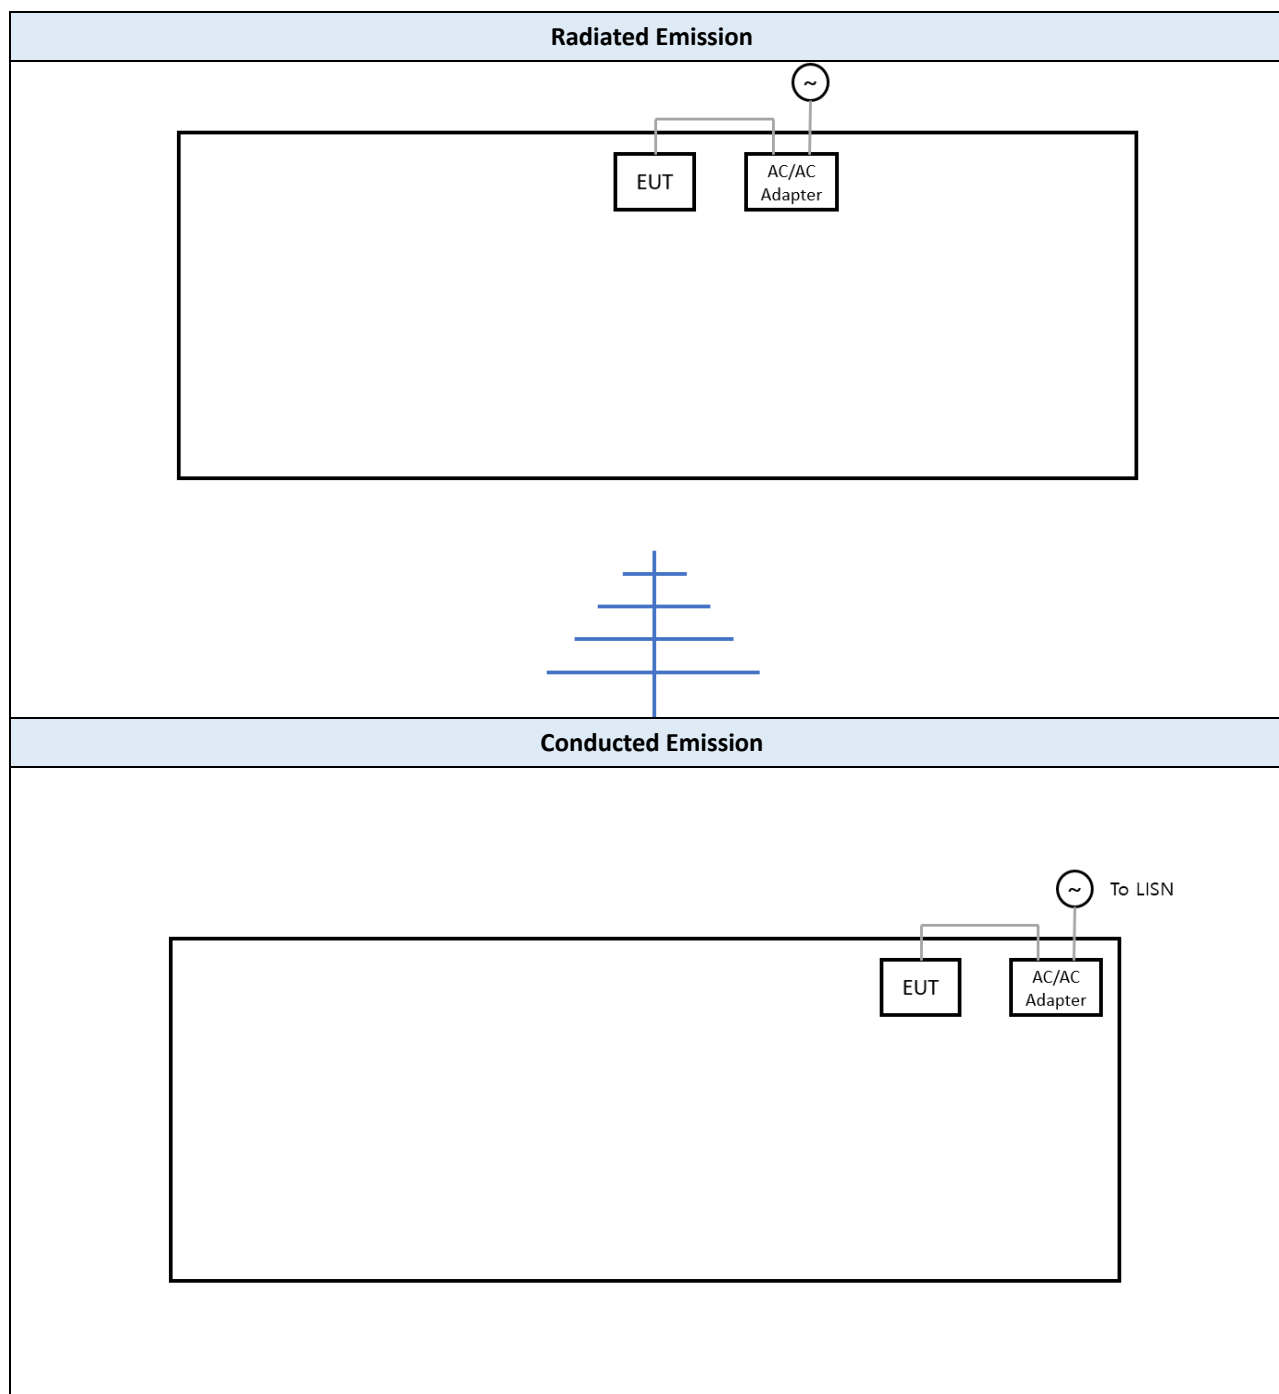 Radiated Emission
~
EUT
AC/AC
Adapter
Conducted Emission
~ To LISN
EUT
AC/AC
Adapter